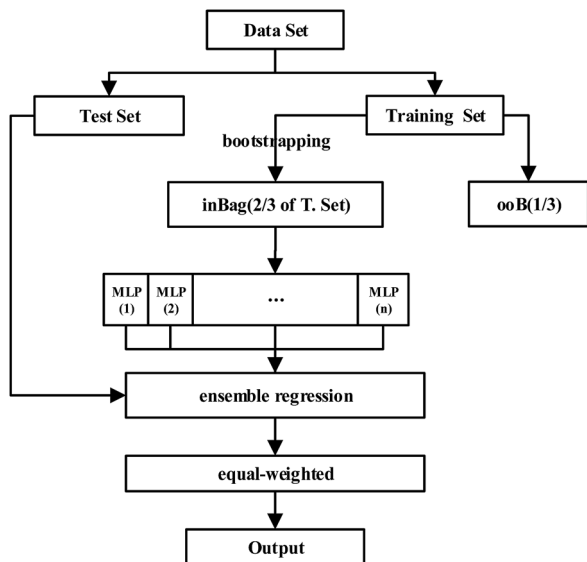 Data Set
Test Set
Training Set
bootstrapping
inBag(2/3 of T. Set)
ooB(1/3)
MLP
(1)
MLP
(2)
...
MLP
(n)
ensemble regression
equal-weighted
Output